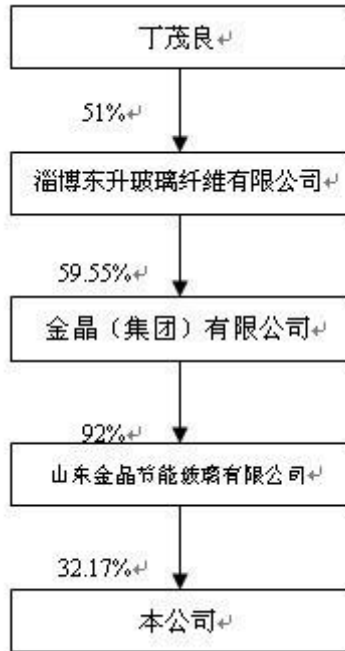 丁茂良
51%
淄博东升玻璃纤维有限公司
59.55%
金晶（集团）有限公司
92%
山东金晶节能玻璃有限公司
32.17%
本公司